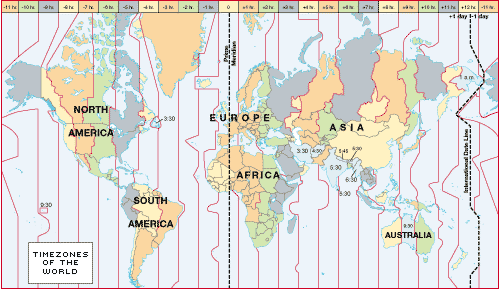 -11 hr. -10 hr. -9 hr. -8 hr. -7 hr. -6 hr. -5 hr. -4 hr. -3 hr. -2 hr. -1 hr. 0 +1 hr. +2 hr. +3 hr. +4 hr. +5 hr. +6 hr. +7 hr. +8 hr. +9 hr. +10 hr. +11 hr. +12 hr. -11 hr.
+1 day -1 day
Prime
Meridian
NORTH
AMERICA
3:30
EUROPE
ASIA
3:30
4:30
5:45
6:30
5:30
6:30
AFRICA
International Date Line
9:30
SOUTH
AMERICA
9:30
AUSTRALIA
TIMEZONES
OF THE
WORLD